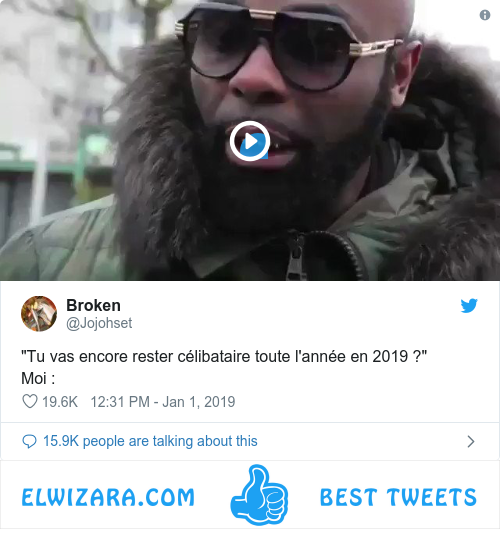 Broken
@Jojohset
"Tu vas encore rester célibataire toute l'année en 2019 ?"
Moi :
19.6K 12:31 PM - Jan 1, 2019
15.9K people are talking about this
ELWIZARA.COM BEST TWEETS